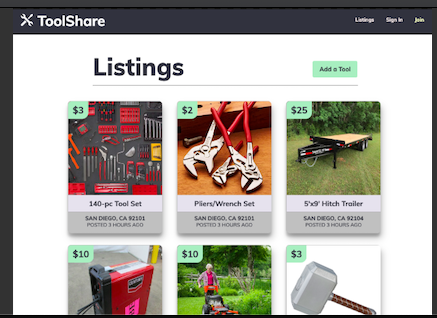 ToolShare
Listings
Sign In
Join
Listings
Add a Tool
$3
$2
$25
140-pc Tool Set
Pliers/Wrench Set
5'x9' Hitch Trailer
SAN DIEGO, CA 92101
SAN DIEGO, CA 92101
SAN DIEGO, CA 92104
POSTED 3 HOURS AGO
POSTED 3 HOURS AGO
POSTED 3 HOURS AGO
$10
$10
$3